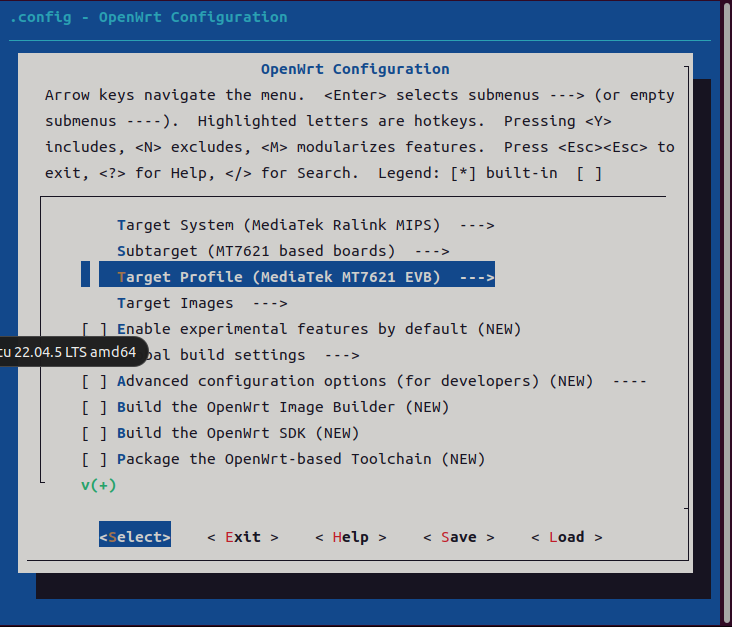 .config - OpenWrt Configuration
OpenWrt Configuration
Arrow keys navigate the menu.  <Enter> selects submenus ---> (or empty
submenus ----).  Highlighted letters are hotkeys.  Pressing <Y>
includes, <N> excludes, <M> modularizes features.  Press <Esc><Esc> to
exit, <?> for Help, </> for Search.  Legend: [*] built-in  [ ]
Target System (MediaTek Ralink MIPS)  --->
Subtarget (MT7621 based boards)  --->
Target Profile (MediaTek MT7621 EVB)  --->
Target Images  --->
[ ] Enable experimental features by default (NEW)
22.04.5 LTS amd64
build settings  --->
[ ] Advanced configuration options (for developers) (NEW)  ----
[ ] Build the OpenWrt Image Builder (NEW)
[ ] Build the OpenWrt SDK (NEW)
[ ] Package the OpenWrt-based Toolchain (NEW)
v(+)
<Select>    < Exit >    < Help >    < Save >    < Load >